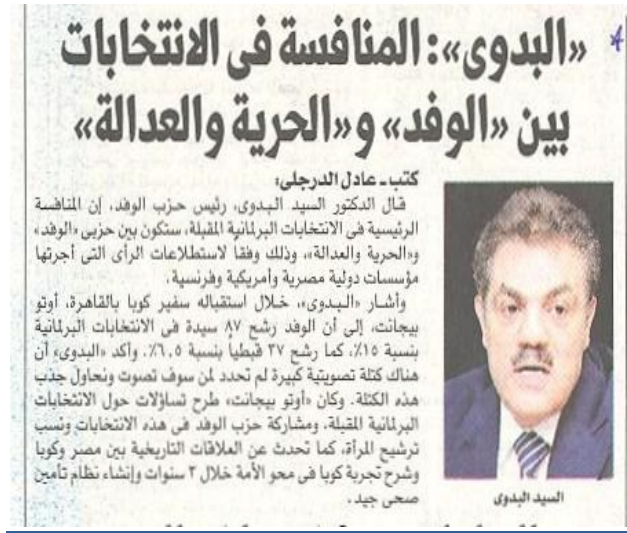 «البدوى»: المنافسة فى الانتخابات
بين «الوفد» و«الحرية والعدالة»
كتب ـ عادل الدرجلى:
قال الدكتور السيد البدوى، رئيس حزب الوفد، إن المنافسة
الرئيسية فى الانتخابات البرلمانية المقبلة، ستكون بين حزبى «الوفد»
و«الحرية والعدالة»، وذلك وفقاً لاستطلاعات الرأى التى أجرتها
مؤسسات دولية مصرية وأمريكية وفرنسية.
وأشار «البدوى»، خلال استقباله سفير كوبا بالقاهرة، أوتو
بيجانت، إلى أن الوفد رشح ٨٧ سيدة فى الانتخابات البرلمانية
بنسبة ١٥٪، كما رشح ٣٧ قبطياً بنسبة ٦.٥٪. وأكد «البدوى» أن
هناك كتلة تصويتية كبيرة لم تحدد لمن سوف تصوت ونحاول جذب
هذه الكتلة. وكان «أوتو بيجانت» طرح تساؤلات حول الانتخابات
البرلمانية المقبلة، ومشاركة حزب الوفد فى هذه الانتخابات ونسب
ترشيح المرأة، كما تحدث عن العلاقات التاريخية بين مصر وكوبا
وشرح تجربة كوبا فى محو الأمة خلال ٣ سنوات وإنشاء نظام تأمين
صحى جيد.
السيد البدوى